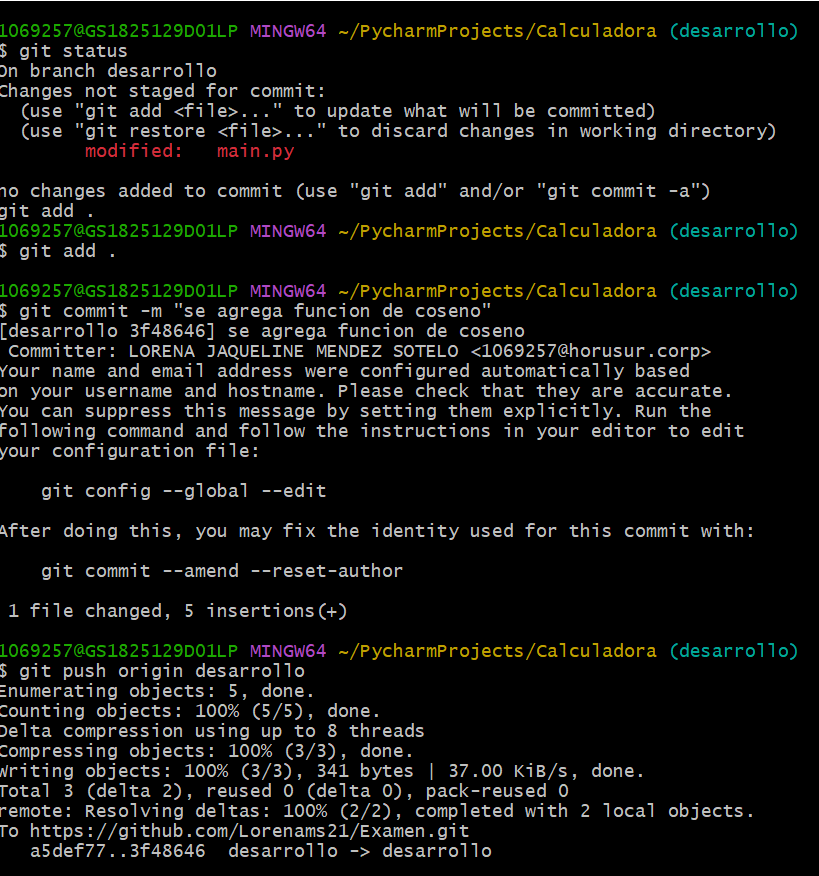 1069257@GS1825129D01LP MINGW64 ~/PycharmProjects/Calculadora (desarrollo)
$ git status
On branch desarrollo
Changes not staged for commit:
  (use "git add <file>..." to update what will be committed)
  (use "git restore <file>..." to discard changes in working directory)
        modified:   main.py

no changes added to commit (use "git add" and/or "git commit -a")
git add .
1069257@GS1825129D01LP MINGW64 ~/PycharmProjects/Calculadora (desarrollo)
$ git add .

1069257@GS1825129D01LP MINGW64 ~/PycharmProjects/Calculadora (desarrollo)
$ git commit -m "se agrega funcion de coseno"
[desarrollo 3f48646] se agrega funcion de coseno
 Committer: LORENA JAQUELINE MENDEZ SOTELO <1069257@horusur.corp>
Your name and email address were configured automatically based
on your username and hostname. Please check that they are accurate.
You can suppress this message by setting them explicitly. Run the
following command and follow the instructions in your editor to edit
your configuration file:

    git config --global --edit

After doing this, you may fix the identity used for this commit with:

    git commit --amend --reset-author

 1 file changed, 5 insertions(+)

1069257@GS1825129D01LP MINGW64 ~/PycharmProjects/Calculadora (desarrollo)
$ git push origin desarrollo
Enumerating objects: 5, done.
Counting objects: 100% (5/5), done.
Delta compression using up to 8 threads
Compressing objects: 100% (3/3), done.
Writing objects: 100% (3/3), 341 bytes | 37.00 KiB/s, done.
Total 3 (delta 2), reused 0 (delta 0), pack-reused 0
remote: Resolving deltas: 100% (2/2), completed with 2 local objects.
To https://github.com/Lorenams21/Examen.git
   a5def77..3f48646  desarrollo -> desarrollo